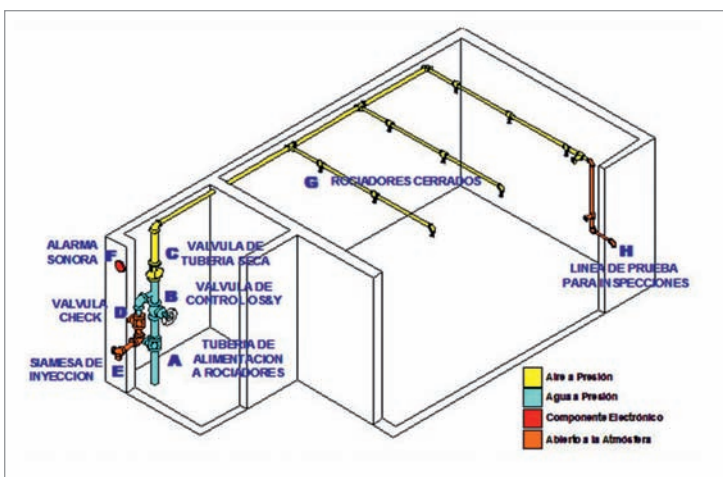 G ROCIADORES CERRADOS
ALARMA
SONORA
F
C VALVULA DE
TUBERIA SECA
B VALVULA DE
CONTROL OS&Y
VALVULA
CHECK
D
H
LINEA DE PRUEBA
PARA INSPECCIONES
SIAMESA DE
INYECCION
E
A TUBERIA DE
ALIMENTACION
A ROCIADORES
Aire a Presión
Agua a Presión
Componente Electrónico
Abierto a la Atmósfera